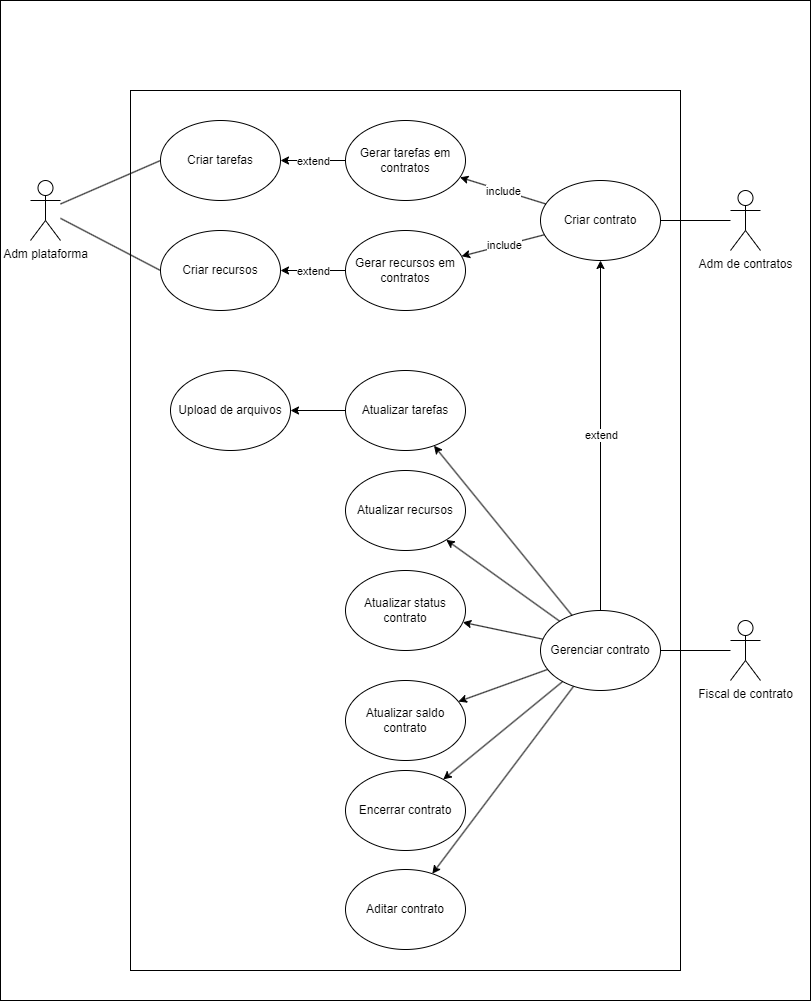 Criar tarefas
extend
Gerar tarefas em
contratos
include
Criar contrato
Adm plataforma
Adm de contratos
Criar recursos
extend
Gerar recursos em
contratos
include
Upload de arquivos
Atualizar tarefas
extend
Atualizar recursos
Atualizar status
contrato
Gerenciar contrato
Fiscal de contrato
Atualizar saldo
contrato
Encerrar contrato
Aditar contrato